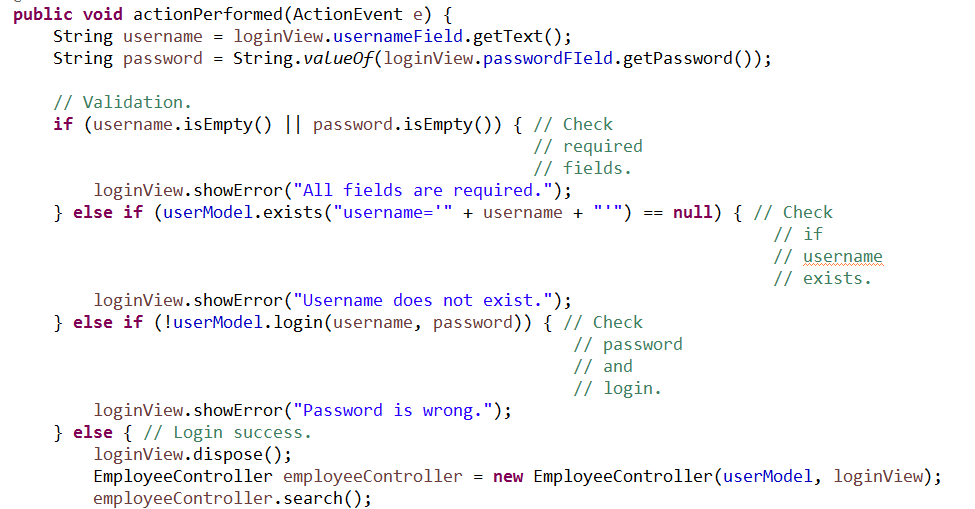 public void actionPerformed(ActionEvent e) {
    String username = loginView.usernameField.getText();
    String password = String.valueOf(loginView.passwordFIeld.getPassword());

    // Validation.
    if (username.isEmpty() || password.isEmpty()) { // Check
                                                    // required
                                                    // fields.
        loginView.showError("All fields are required.");
    } else if (userModel.exists("username='" + username + "'") == null) { // Check
                                                                            // if
                                                                            // username
                                                                            // exists.
        loginView.showError("Username does not exist.");
    } else if (!userModel.login(username, password)) { // Check
                                                        // password
                                                        // and
                                                        // login.
        loginView.showError("Password is wrong.");
    } else { // Login success.
        loginView.dispose();
        EmployeeController employeeController = new EmployeeController(userModel, loginView);
        employeeController.search();